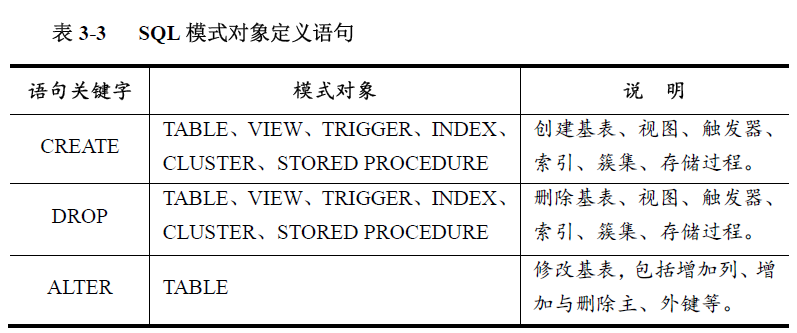 表 3-3 SQL 模式对象定义语句
语句关键字 模式对象 说 明
CREATE
TABLE、VIEW、TRIGGER、INDEX、
CLUSTER、STORED PROCEDURE
创建基表、视图、触发器、
索引、簇集、存储过程。
DROP
TABLE、VIEW、TRIGGER、INDEX、
CLUSTER、STORED PROCEDURE
删除基表、视图、触发器、
索引、簇集、存储过程。
ALTER
TABLE
修改基表，包括增加列、增
加与删除主、外键等。